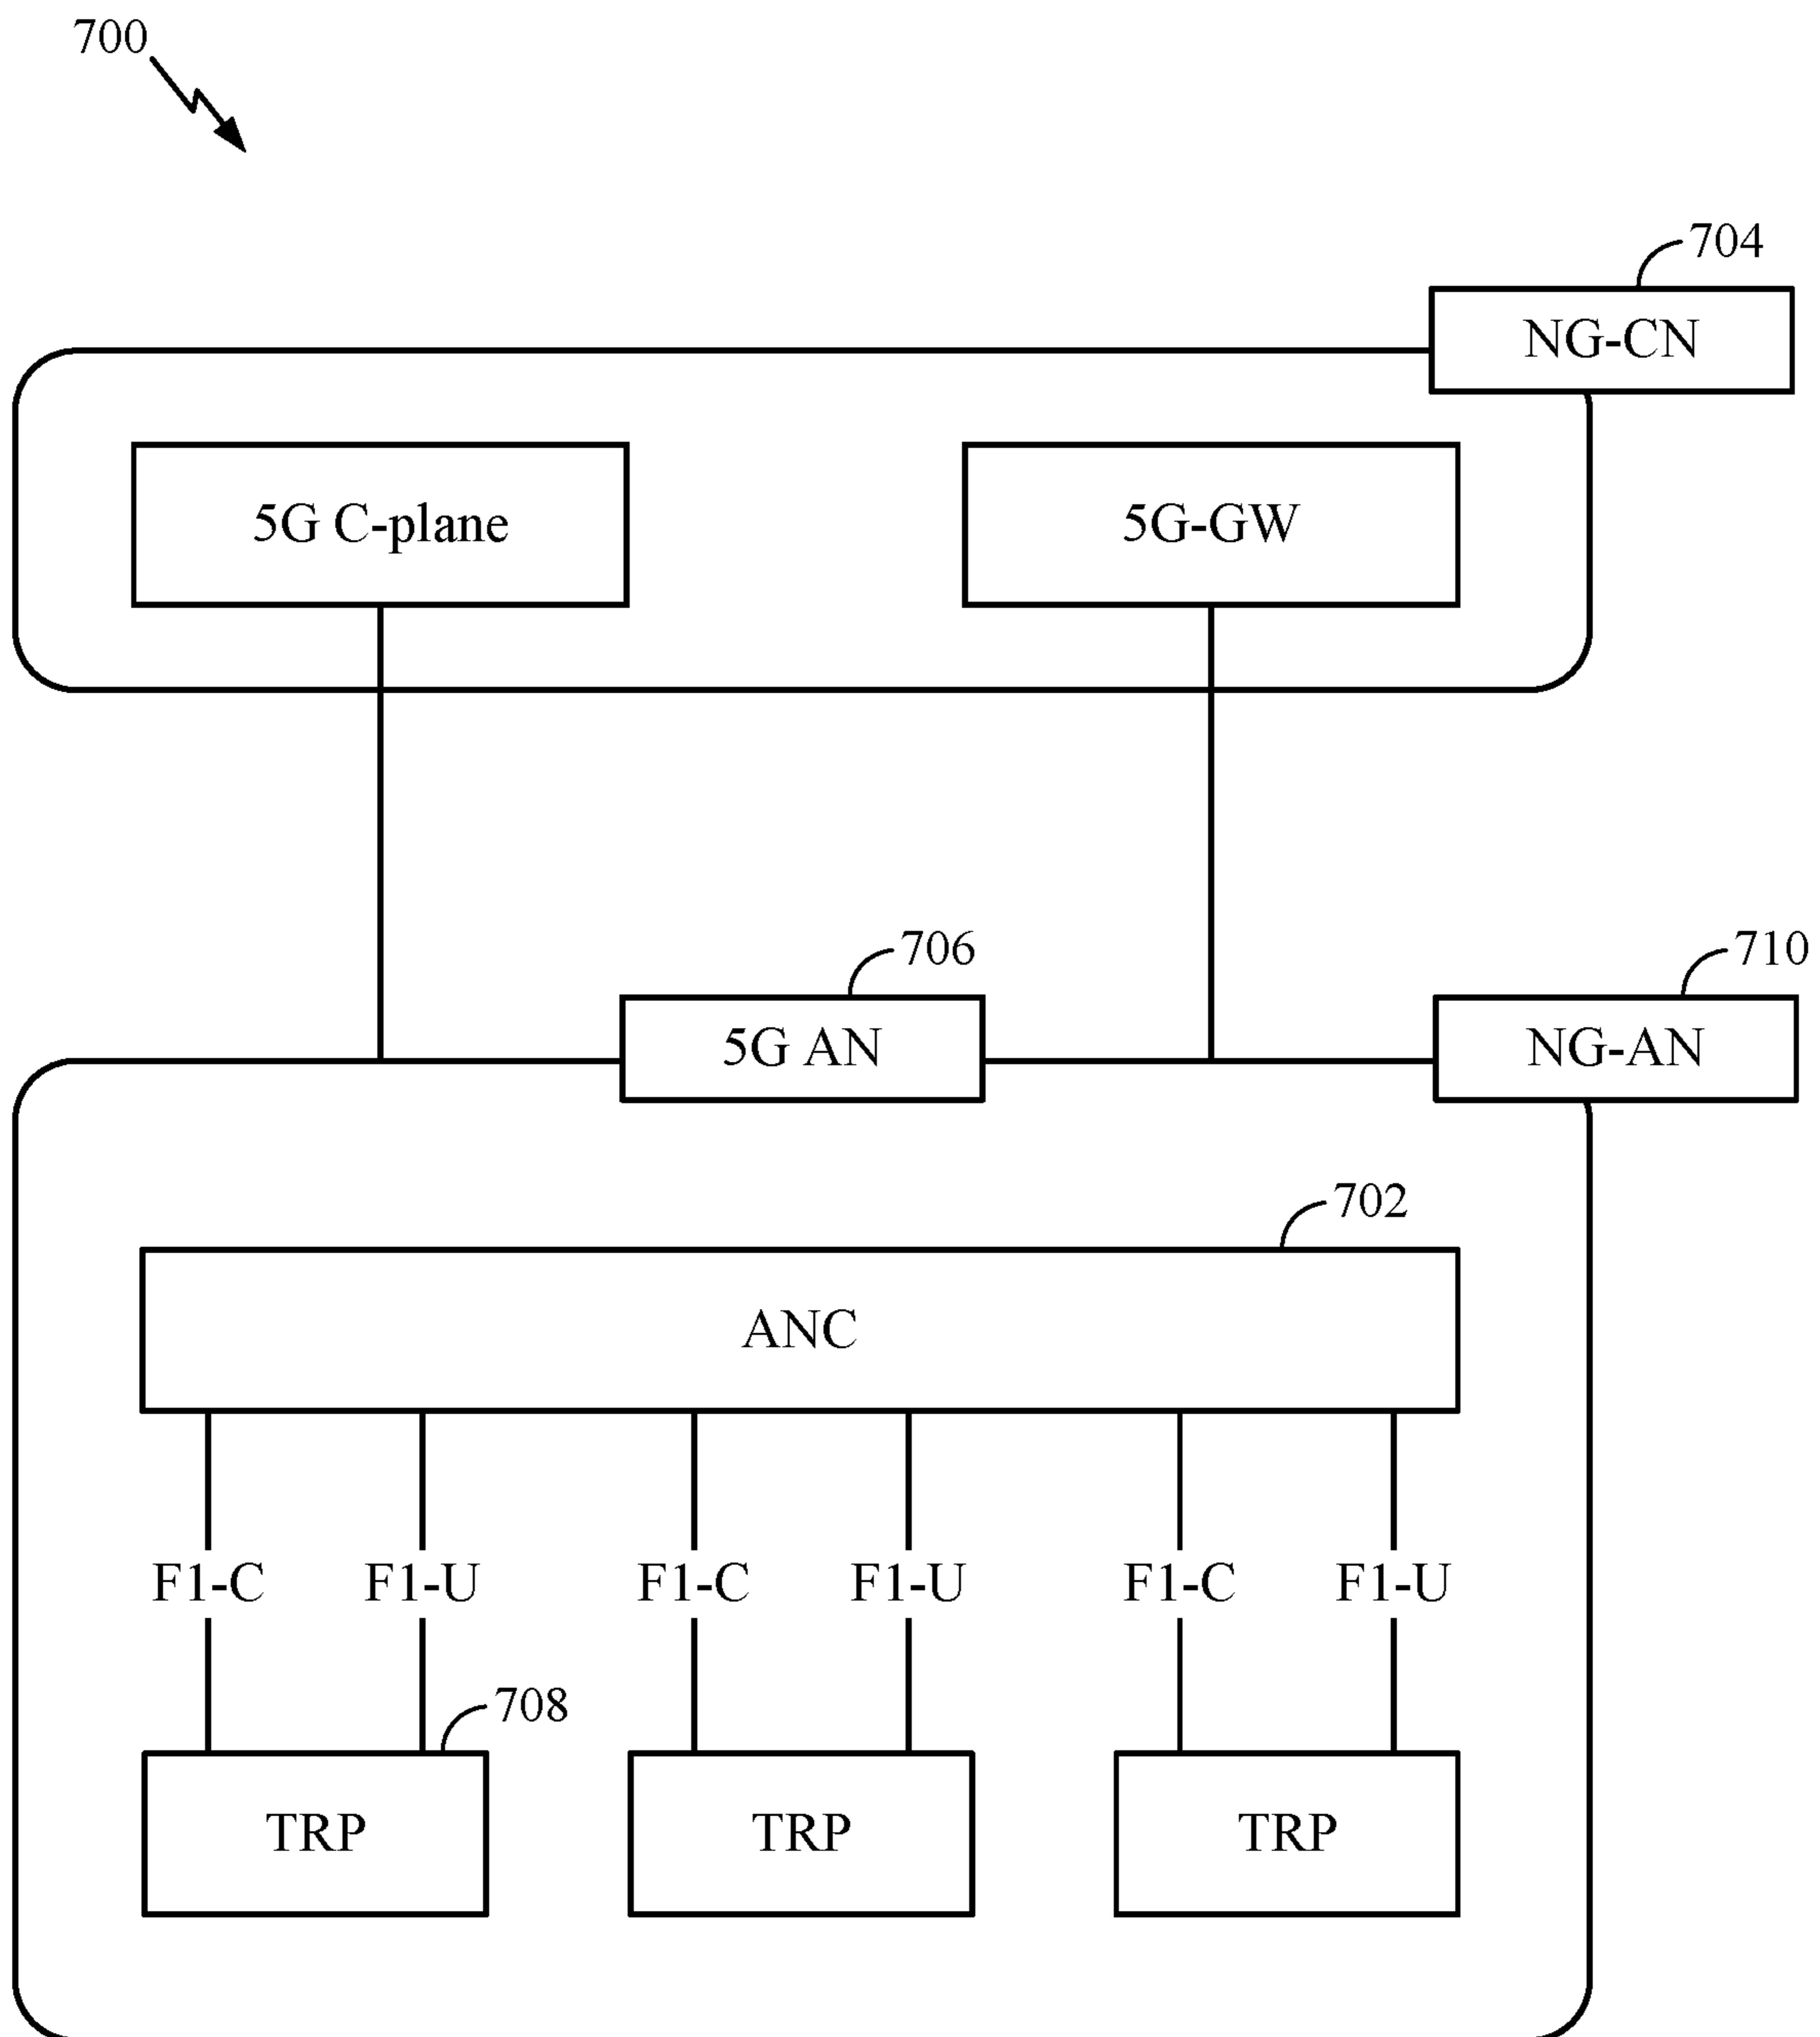 700
704
NG-CN
5G C-plane
5G-GW
706
710
5G AN
NG-AN
702
ANC
F1-C
F1-U
F1-C
F1-U
F1-C
F1-U
708
TRP
TRP
TRP